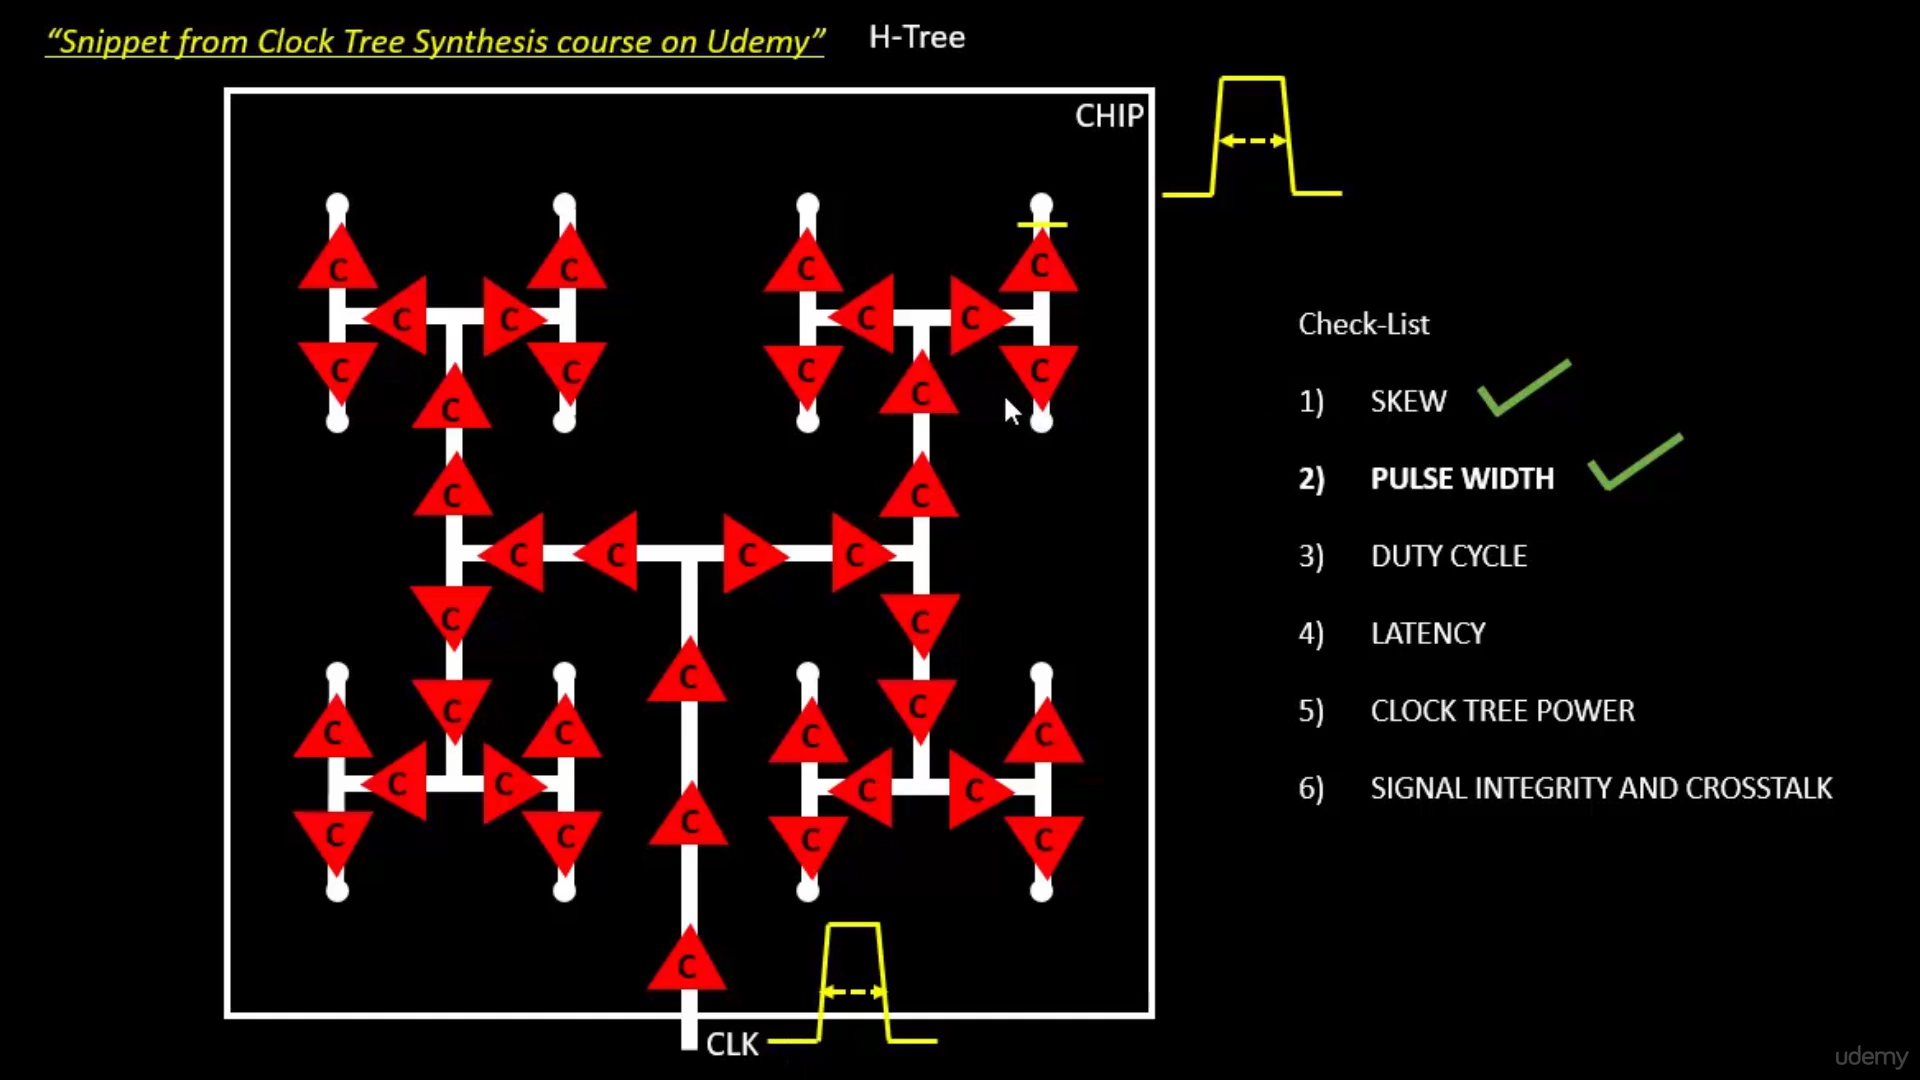 “Snippet from Clock Tree Synthesis course on Udemy”
H-Tree
CHIP
C C C C
C C C C
C C C C
C C
C C
C C C C
C C
C
C C
C C C C
C C C C
C
C C C C
C
CLK
Check-List
1) SKEW
2) PULSE WIDTH
3) DUTY CYCLE
4) LATENCY
5) CLOCK TREE POWER
6) SIGNAL INTEGRITY AND CROSSTALK
udemy